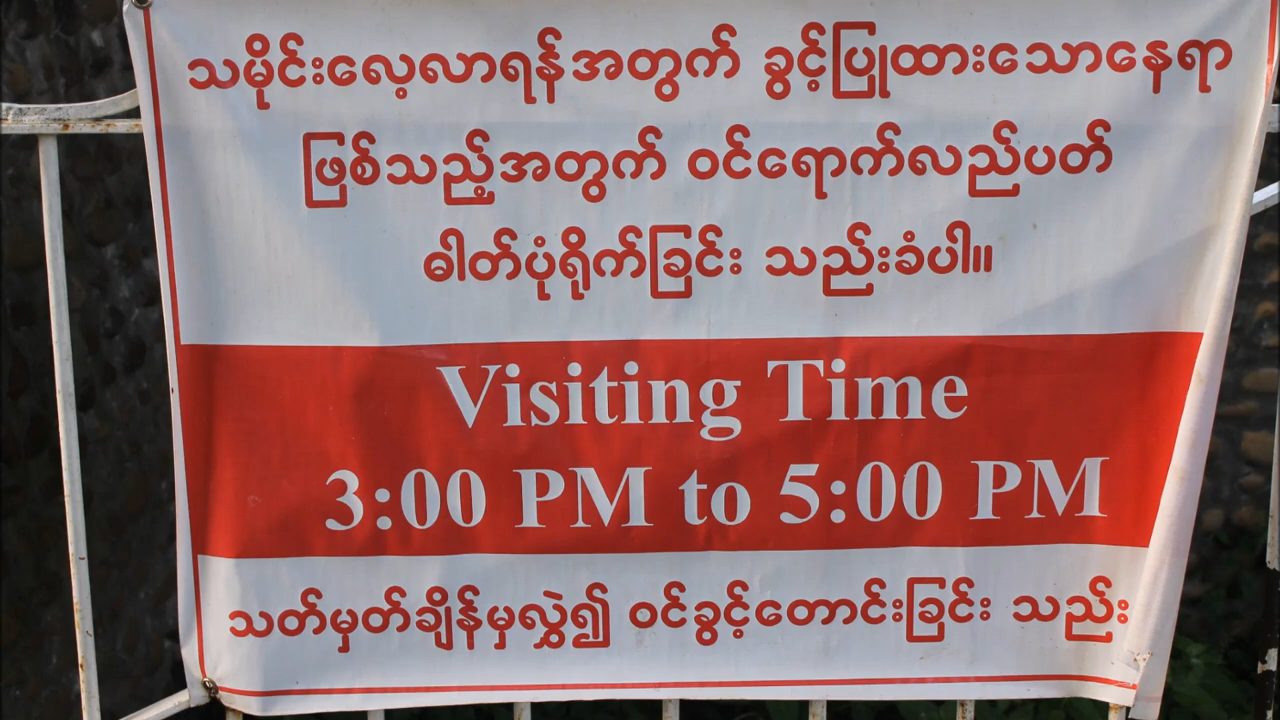 သမိုင်းလေ့လာရန်အတွက် ခွင့်ပြုထားသောနေရာ
ဖြစ်သည့်အတွက် ဝင်ရောက်လည်ပတ်
ဓါတ်ပုံရိုက်ခြင်း သည်းခံပါ။
Visiting Time
3:00 PM to 5:00 PM
သတ်မှတ်ချိန်မှလွှဲ၍ ဝင်ခွင့်တောင်းခြင်း သည်း